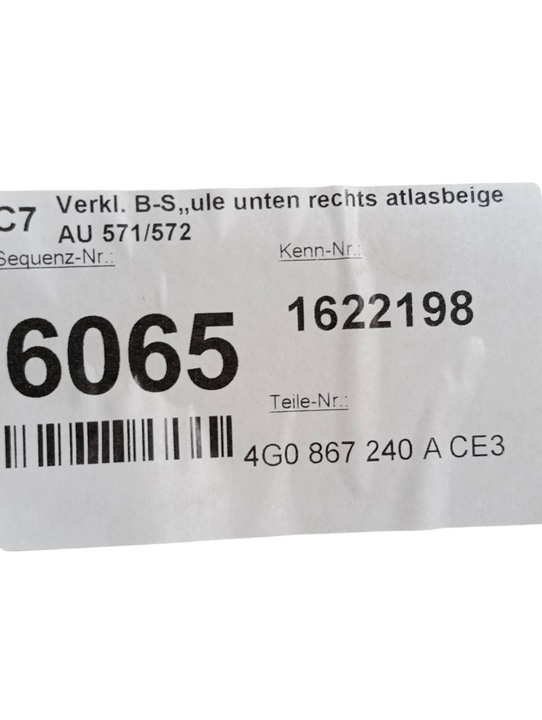 C7 Verkl. B-S„ule unten rechts atlasbeige
AU 571/572
Sequenz-Nr.:
Kenn-Nr.:
6065
1622198
Teile-Nr.:
4G0 867 240 A CE3